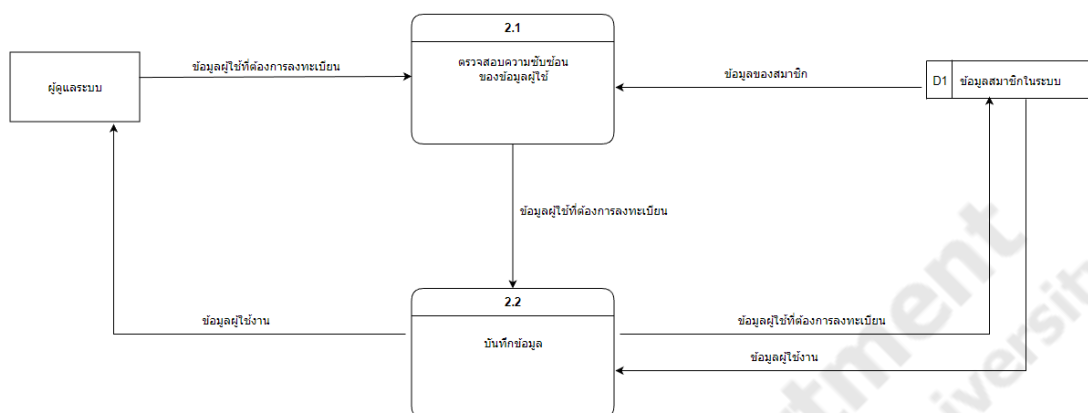 2.1
ตรวจสอบความซับซ้อน
ของข้อมูลผู้ใช้
ผู้ดูแลระบบ
ข้อมูลผู้ใช้ที่ต้องการลงทะเบียน
ข้อมูลของสมาชิก
D1
ข้อมูลสมาชิกในระบบ
ข้อมูลผู้ใช้ที่ต้องการลงทะเบียน
2.2
บันทึกข้อมูล
ข้อมูลผู้ใช้งาน
ข้อมูลผู้ใช้ที่ต้องการลงทะเบียน
ข้อมูลผู้ใช้งาน